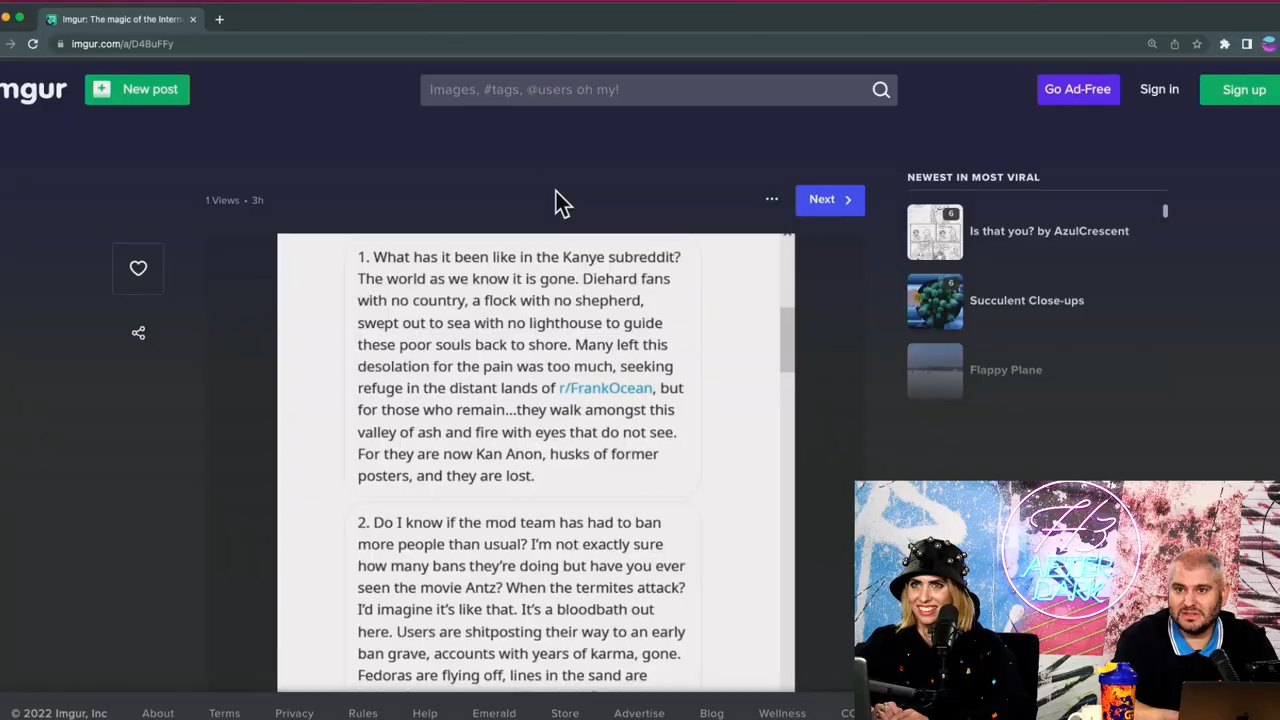 Imgur: The magic of the Intern
imgur.com/a/D4BuFFy
mgur
New post
Images, #tags, @users oh my!
Go Ad-Free
Sign in
Sign up
1 Views • 3h
Next
NEWEST IN MOST VIRAL
6
Is that you? by AzulCrescent
6
Succulent Close-ups
Flappy Plane
1. What has it been like in the Kanye subreddit?
The world as we know it is gone. Diehard fans
with no country, a flock with no shepherd,
swept out to sea with no lighthouse to guide
these poor souls back to shore. Many left this
desolation for the pain was too much, seeking
refuge in the distant lands of r/FrankOcean, but
for those who remain...they walk amongst this
valley of ash and fire with eyes that do not see.
For they are now Kan Anon, husks of former
posters, and they are lost.
2. Do I know if the mod team has had to ban
more people than usual? I'm not exactly sure
how many bans they're doing but have you ever
seen the movie Antz? When the termites attack?
I'd imagine it's like that. It's a bloodbath out
here. Users are shitposting their way to an early
ban grave, accounts with years of karma, gone.
Fedoras are flying off, lines in the sand are
H3
AFTER
DARK
© 2022 Imgur, Inc
About
Terms
Privacy
Rules
Help
Emerald
Store
Advertise
Blog
Wellness
CC